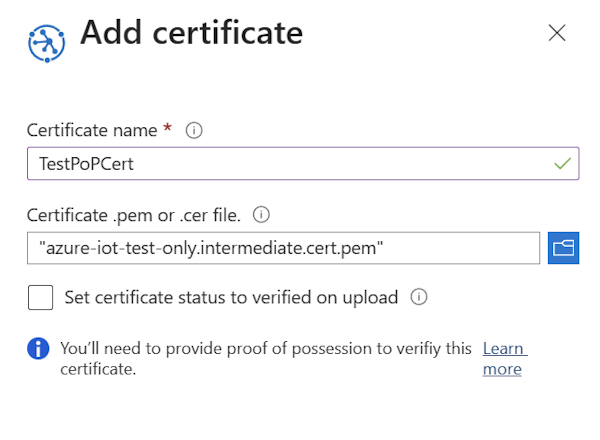 Add certificate
Certificate name *
TestPoPCert
Certificate .pem or .cer file.
"azure-iot-test-only.intermediate.cert.pem"
Set certificate status to verified on upload
You'll need to provide proof of possession to verifiy this Learn
certificate. more